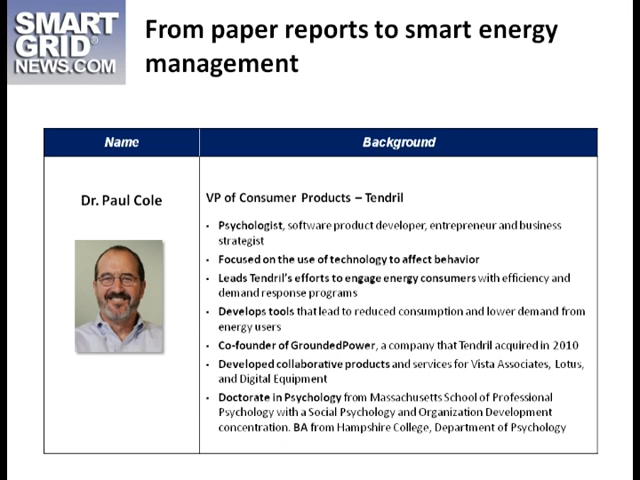 SMART
GRID®
NEWS.COM
From paper reports to smart energy
management
Name
Background
Dr. Paul Cole
VP of Consumer Products – Tendril
• Psychologist, software product developer, entrepreneur and business
strategist
• Focused on the use of technology to affect behavior
• Leads Tendril's efforts to engage energy consumers with efficiency and
demand response programs
• Develops tools that lead to reduced consumption and lower demand from
energy users
• Co-founder of GroundedPower, a company that Tendril acquired in 2010
• Developed collaborative products and services for Vista Associates, Lotus,
and Digital Equipment
• Doctorate in Psychology from Massachusetts School of Professional
Psychology with a Social Psychology and Organization Development
concentration. BA from Hampshire College, Department of Psychology